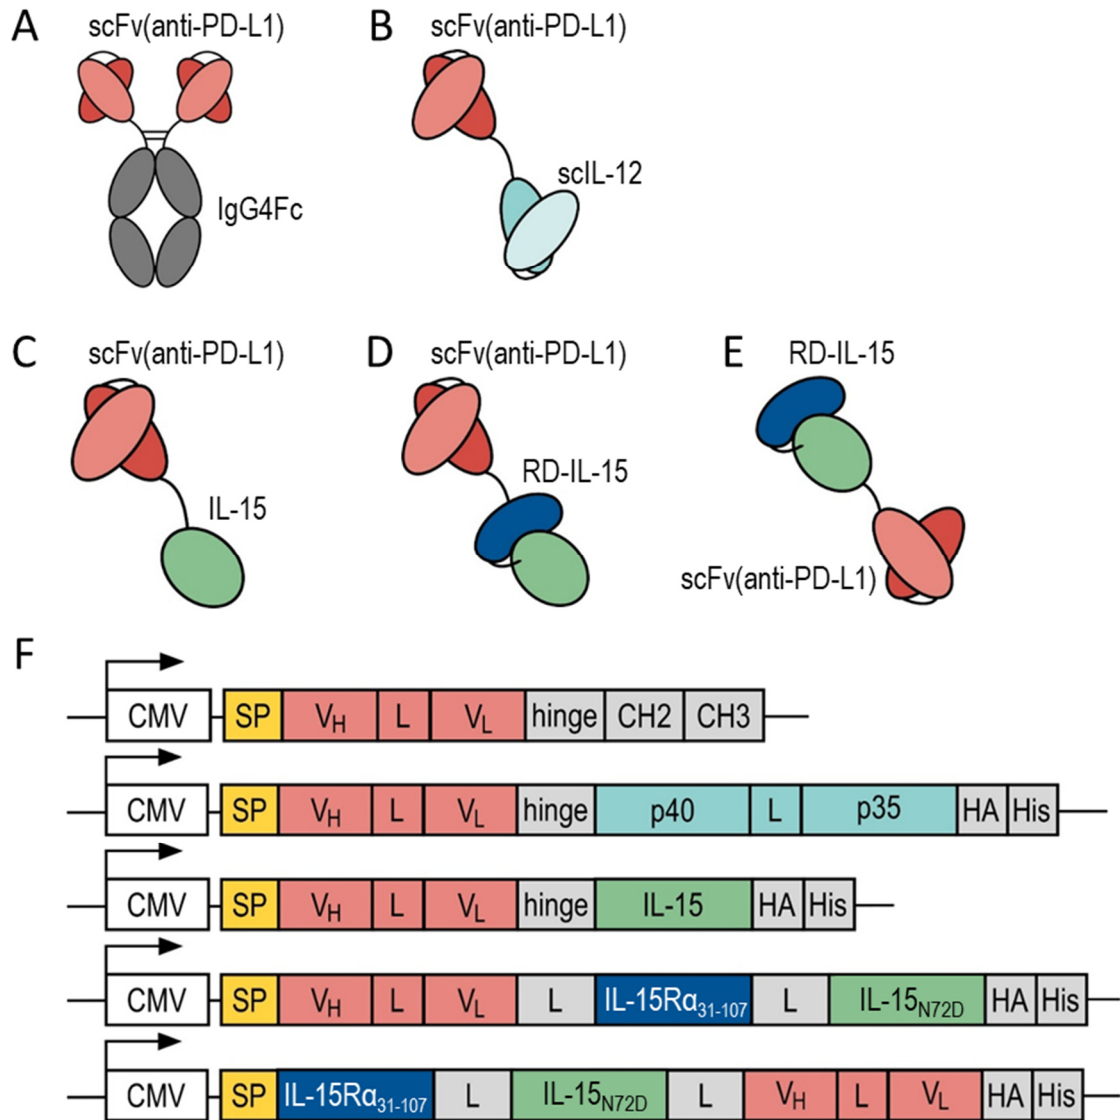 A scFv(anti-PD-L1) B scFv(anti-PD-L1)
scIL-12
IgG4Fc
C scFv(anti-PD-L1) D scFv(anti-PD-L1) E RD-IL-15
RD-IL-15
IL-15
scFv(anti-PD-L1)
F
CMV SP VH L VL hinge CH2 CH3
CMV SP VH L VL hinge p40 L p35 HA His
CMV SP VH L VL hinge IL-15 HA His
CMV SP VH L VL L IL-15Rα31-107 L IL-15N72D HA His
CMV SP IL-15Rα31-107 L IL-15N72D L VH L VL HA His